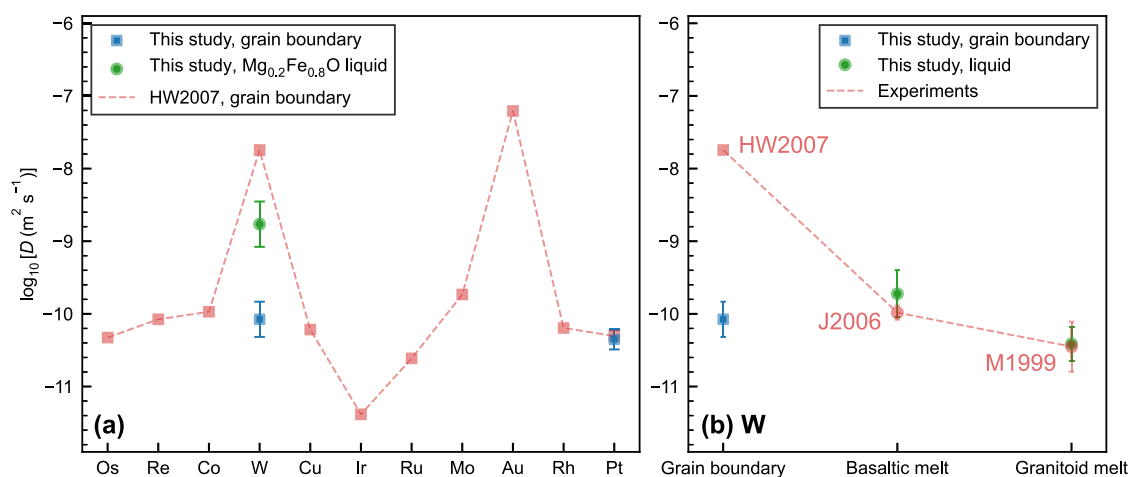 −6
−7
−8
−9
−10
−11
log₁₀ [D (m² s⁻¹)]
This study, grain boundary
This study, Mg₀.₂Fe₀.₈O liquid
HW2007, grain boundary
(a)
Os Re Co W Cu Ir Ru Mo Au Rh Pt
−6
−7
−8
−9
−10
−11
This study, grain boundary
This study, liquid
Experiments
HW2007
J2006
M1999
(b) W
Grain boundary Basaltic melt Granitoid melt